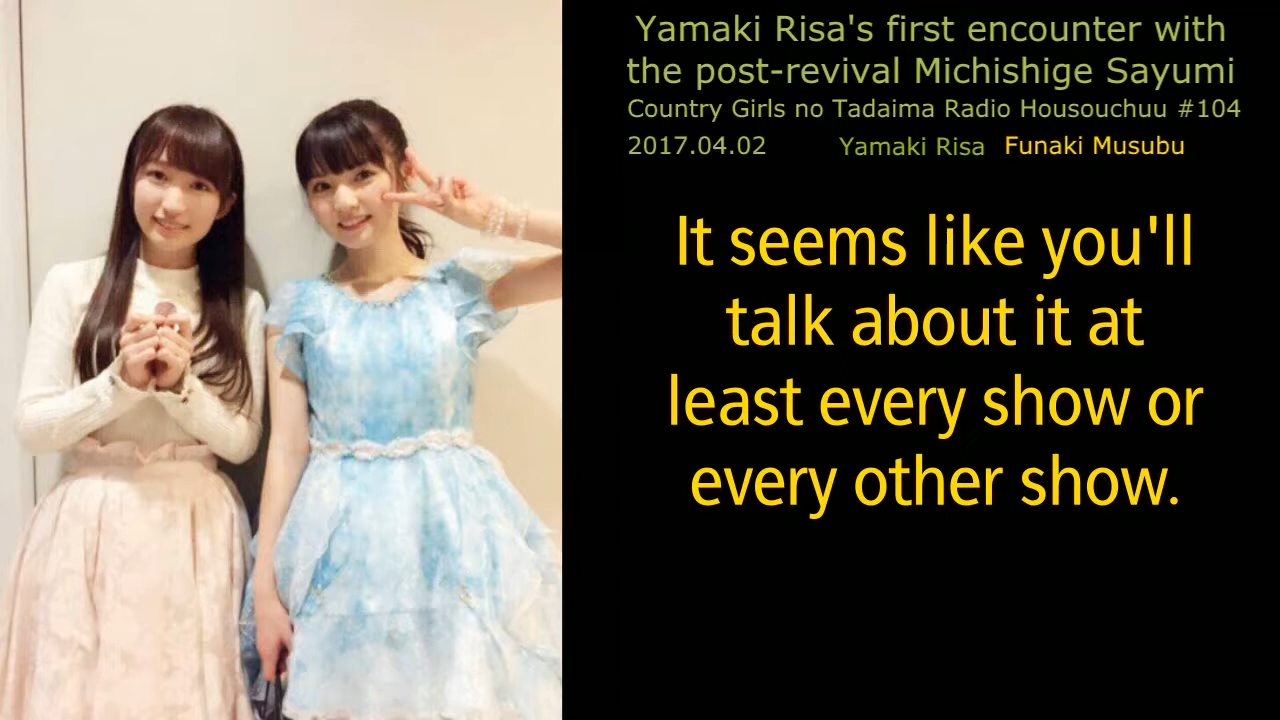 Yamaki Risa's first encounter with
the post-revival Michishige Sayumi
Country Girls no Tadaima Radio Housouchuu #104
2017.04.02 Yamaki Risa Funaki Musubu
It seems like you'll
talk about it at
least every show or
every other show.